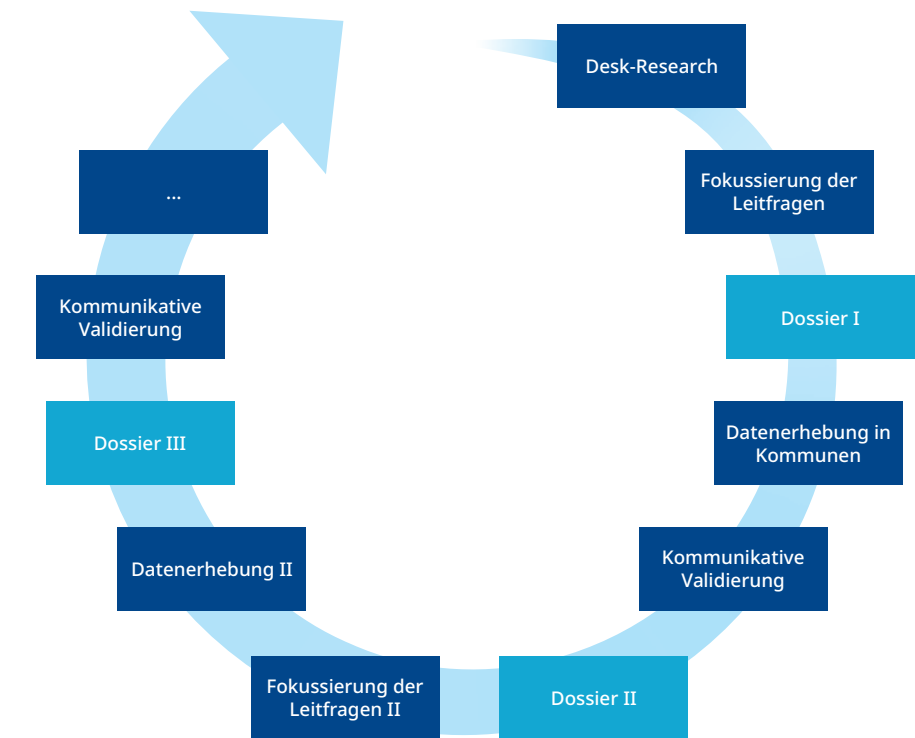 Desk-Research
Fokussierung der
Leitfragen
Dossier I
Datenerhebung in
Kommunen
Kommunikative
Validierung
Dossier II
Fokussierung der
Leitfragen II
Datenerhebung II
Dossier III
Kommunikative
Validierung
...